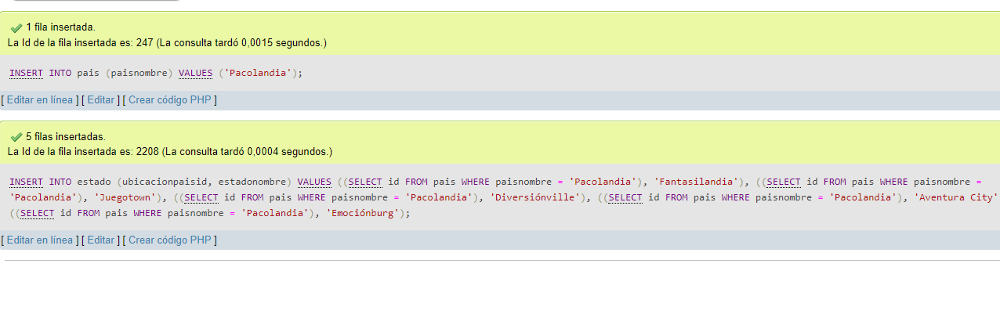 1 fila insertada.
La Id de la fila insertada es: 247 (La consulta tardó 0,0015 segundos.)
INSERT INTO pais (paisnombre) VALUES ('Pacolandia');
[ Editar en línea ] [ Editar ] [ Crear código PHP ]
5 filas insertadas.
La Id de la fila insertada es: 2208 (La consulta tardó 0,0004 segundos.)
INSERT INTO estado (ubicacionpaisid, estadonombre) VALUES ((SELECT id FROM pais WHERE paisnombre = 'Pacolandia'), 'Fantasilandia'), ((SELECT id FROM pais WHERE paisnombre =
'Pacolandia'), 'Juegotown'), ((SELECT id FROM pais WHERE paisnombre = 'Pacolandia'), 'Diversiónville'), ((SELECT id FROM pais WHERE paisnombre = 'Pacolandia'), 'Aventura City'
((SELECT id FROM pais WHERE paisnombre = 'Pacolandia'), 'Emociónburg');
[ Editar en línea ] [ Editar ] [ Crear código PHP ]